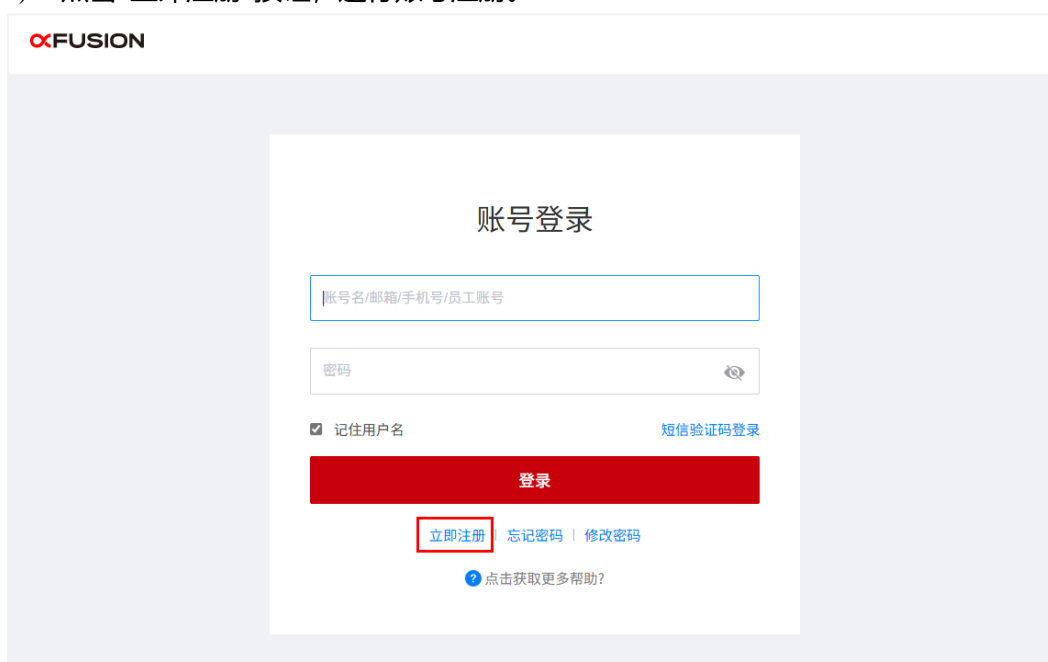 XFUSION
账号登录
账号名/邮箱/手机号/员工账号
密码
记住用户名 短信验证码登录
登录
立即注册 | 忘记密码 | 修改密码
? 点击获取更多帮助?